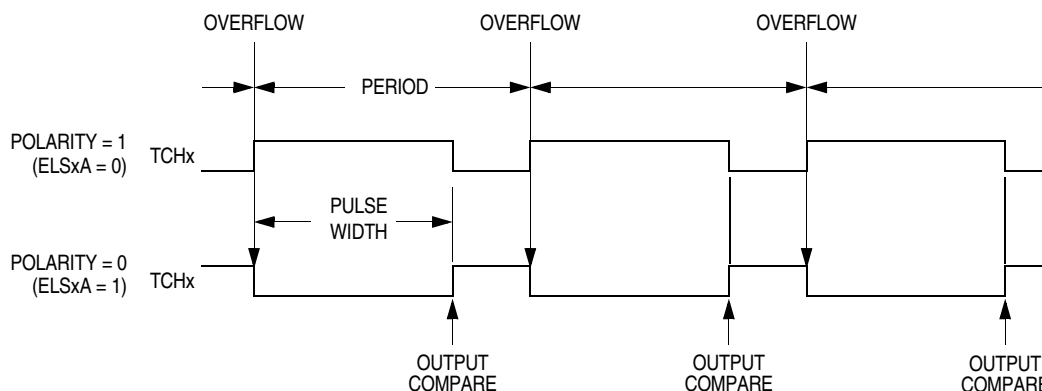 OVERFLOW
OVERFLOW
OVERFLOW
PERIOD
POLARITY = 1
(ELSxA = 0)
TCHx
PULSE
WIDTH
POLARITY = 0
(ELSxA = 1)
TCHx
OUTPUT
COMPARE
OUTPUT
COMPARE
OUTPUT
COMPARE